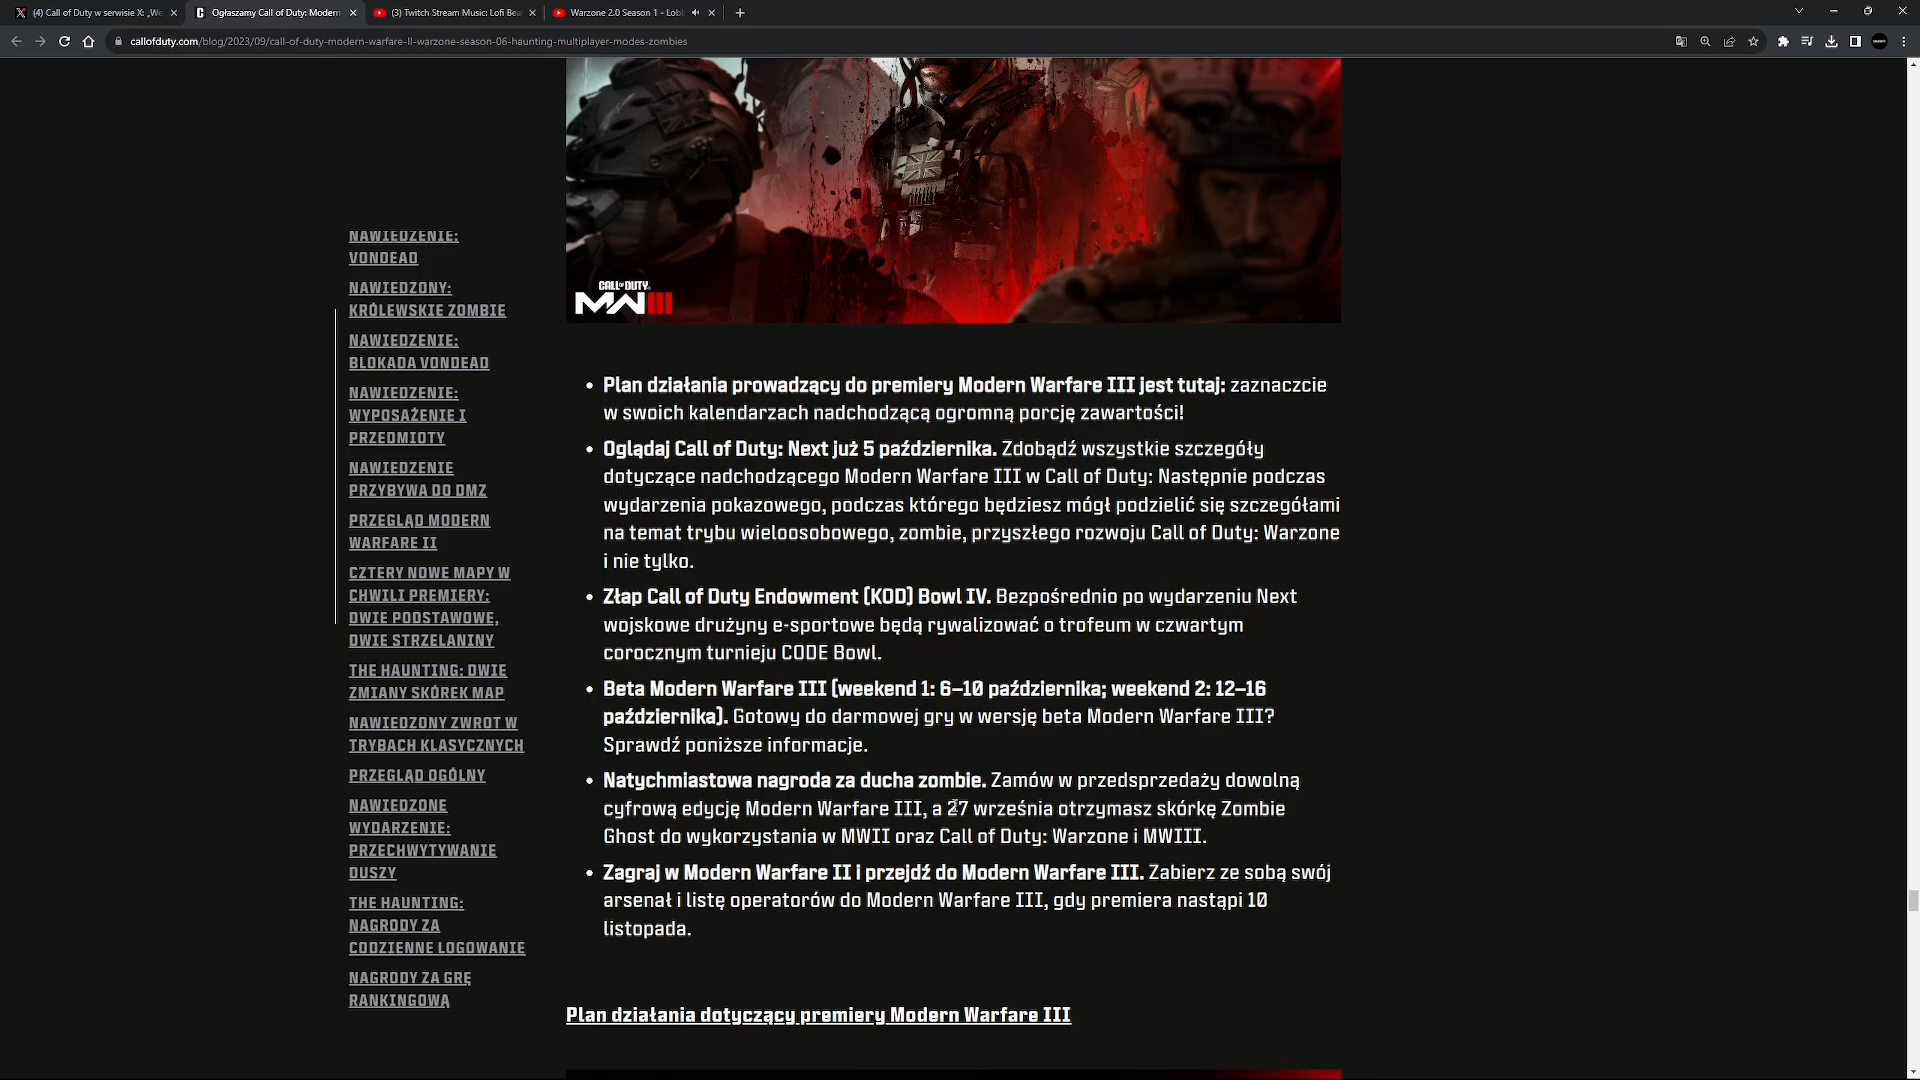 (4) Call of Duty w serwisie X: „We
Ogłaszamy Call of Duty: Modern
(3) Twitch Stream Music: Lofi Bea
Warzone 2.0 Season 1 - Lobb
callofduty.com/blog/2023/09/call-of-duty-modern-warfare-II-warzone-season-06-haunting-multiplayer-modes-zombies
CALL OF DUTY
MWIII
NAWIEDZENIE:
VONDEAD
NAWIEDZONY:
KRÓLEWSKIE ZOMBIE
NAWIEDZENIE:
BLOKADA VONDEAD
NAWIEDZENIE:
WYPOSAŻENIE I
PRZEDMIOTY
NAWIEDZENIE
PRZYBYWA DO DMZ
PRZEGLĄD MODERN
WARFARE II
CZTERY NOWE MAPY W
CHWILI PREMIERY:
DWIE PODSTAWOWE,
DWIE STRZELANINY
THE HAUNTING: DWIE
ZMIANY SKÓREK MAP
NAWIEDZONY ZWROT W
TRYBACH KLASYCZNYCH
PRZEGLĄD OGÓLNY
NAWIEDZONE
WYDARZENIE:
PRZECHWYTYWANIE
DUSZY
THE HAUNTING:
NAGRODY ZA
CODZIENNE LOGOWANIE
NAGRODY ZA GRĘ
RANKINGOWĄ
• Plan działania prowadzący do premiery Modern Warfare III jest tutaj: zaznaczcie
w swoich kalendarzach nadchodzącą ogromną porcję zawartości!
• Oglądaj Call of Duty: Next już 5 października. Zdobądź wszystkie szczegóły
dotyczące nadchodzącego Modern Warfare III w Call of Duty: Następnie podczas
wydarzenia pokazowego, podczas którego będziesz mógł podzielić się szczegółami
na temat trybu wieloosobowego, zombie, przyszłego rozwoju Call of Duty: Warzone
i nie tylko.
• Złap Call of Duty Endowment (KOD) Bowl IV. Bezpośrednio po wydarzeniu Next
wojskowe drużyny e-sportowe będą rywalizować o trofeum w czwartym
corocznym turnieju CODE Bowl.
• Beta Modern Warfare III (weekend 1: 6–10 października; weekend 2: 12–16
października). Gotowy do darmowej gry w wersję beta Modern Warfare III?
Sprawdź poniższe informacje.
• Natychmiastowa nagroda za ducha zombie. Zamów w przedsprzedaży dowolną
cyfrową edycję Modern Warfare III, a 27 września otrzymasz skórkę Zombie
Ghost do wykorzystania w MWII oraz Call of Duty: Warzone i MWIII.
• Zagraj w Modern Warfare II i przejdź do Modern Warfare III. Zabierz ze sobą swój
arsenał i listę operatorów do Modern Warfare III, gdy premiera nastąpi 10
listopada.
Plan działania dotyczący premiery Modern Warfare III